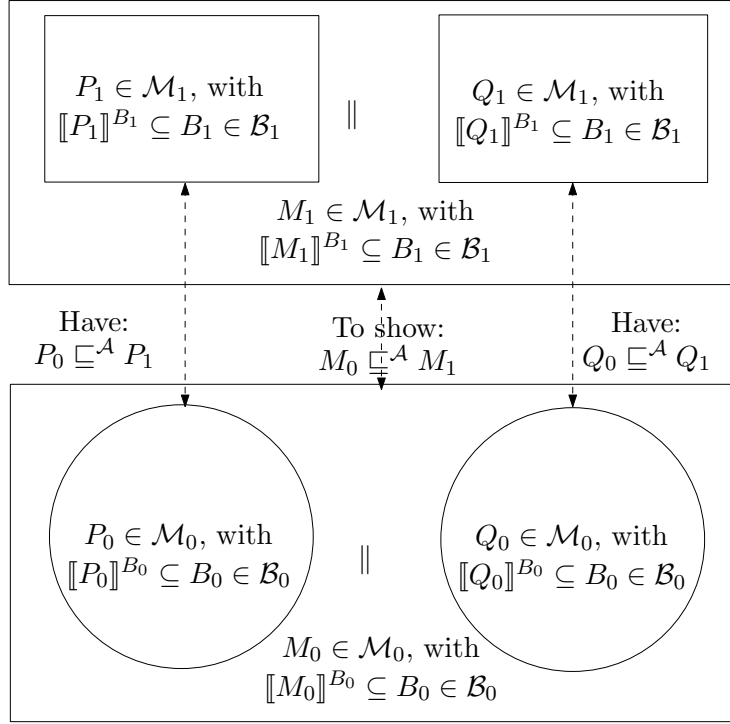 P₁ ∈ ℳ₁, with
⟦P₁⟧^{B₁} ⊆ B₁ ∈ ℬ₁
∥
Q₁ ∈ ℳ₁, with
⟦Q₁⟧^{B₁} ⊆ B₁ ∈ ℬ₁
M₁ ∈ ℳ₁, with
⟦M₁⟧^{B₁} ⊆ B₁ ∈ ℬ₁
Have:
P₀ ⊑^𝒜 P₁
To show:
M₀ ⊑^𝒜 M₁
Have:
Q₀ ⊑^𝒜 Q₁
P₀ ∈ ℳ₀, with
⟦P₀⟧^{B₀} ⊆ B₀ ∈ ℬ₀
∥
Q₀ ∈ ℳ₀, with
⟦Q₀⟧^{B₀} ⊆ B₀ ∈ ℬ₀
M₀ ∈ ℳ₀, with
⟦M₀⟧^{B₀} ⊆ B₀ ∈ ℬ₀